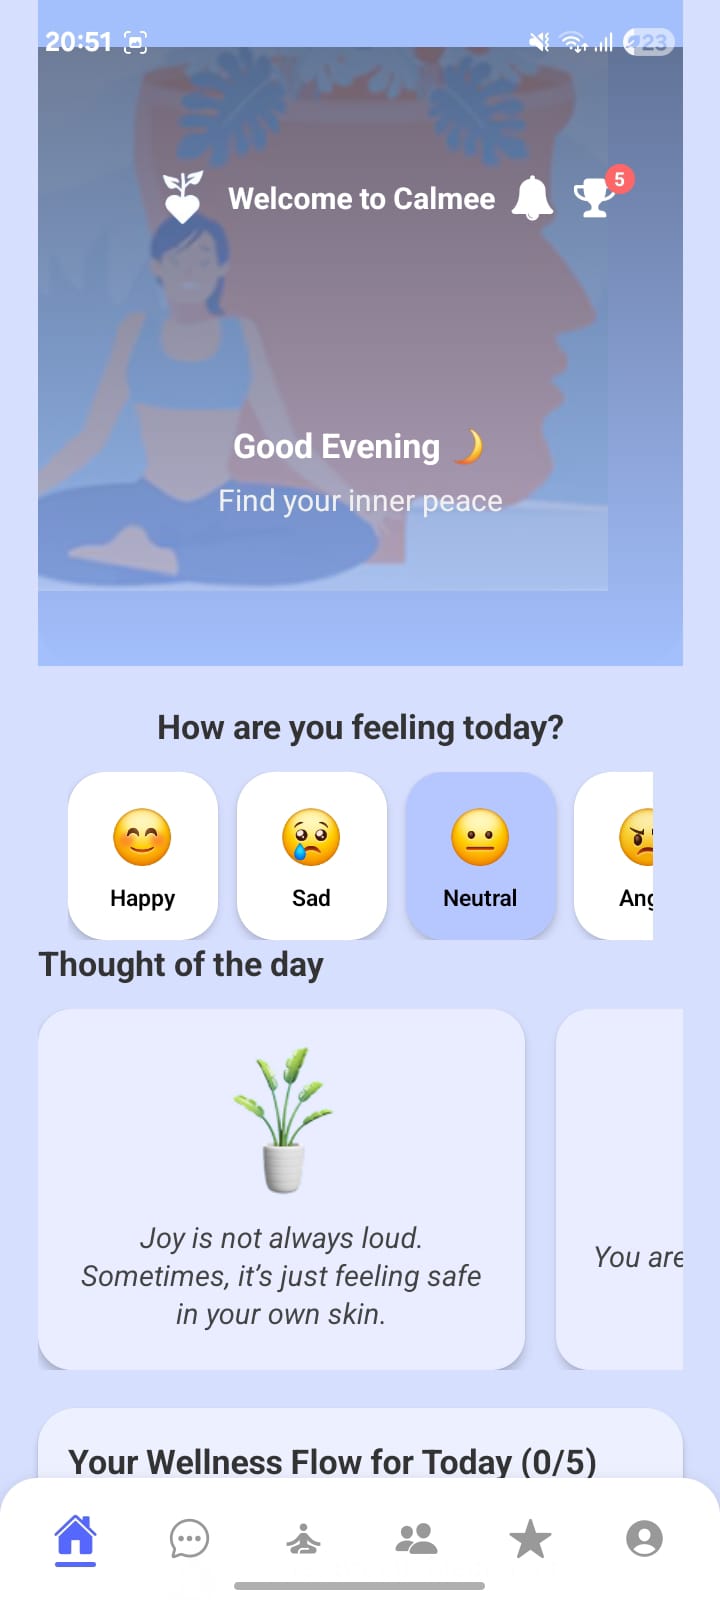 20:51
23
Welcome to Calmee
5
Good Evening
Find your inner peace
How are you feeling today?
Happy
Sad
Neutral
Ang
Thought of the day
Joy is not always loud.
Sometimes, it’s just feeling safe
in your own skin.
You are
Your Wellness Flow for Today (0/5)